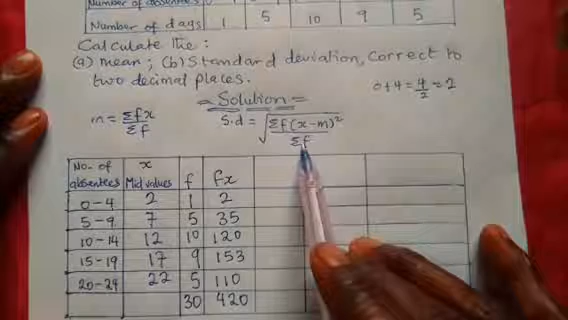 Number of absentees
Number of days 1 5 10 9 5
Calculate the:
(a) mean; (b) Standard deviation, correct to
two decimal places.
0+4=4/2=2
=Solution=
m = Σfx/Σf
S.d = √Σf(x-m)²/Σf
No. of absentees x Mid values f fx
0-4 2 1 2
5-9 7 5 35
10-14 12 10 120
15-19 17 9 153
20-24 22 5 110
30 420